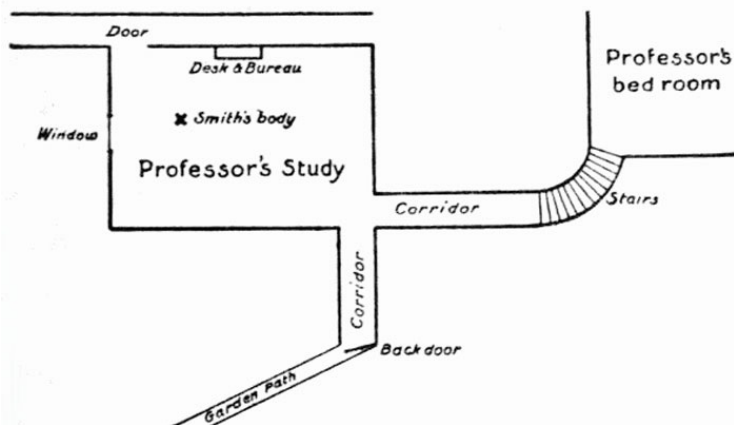 Door
Professor's
bed room
Desk & Bureau
Smith's body
Window
Professor's Study
Corridor
Stairs
Corridor
Back door
Garden Path